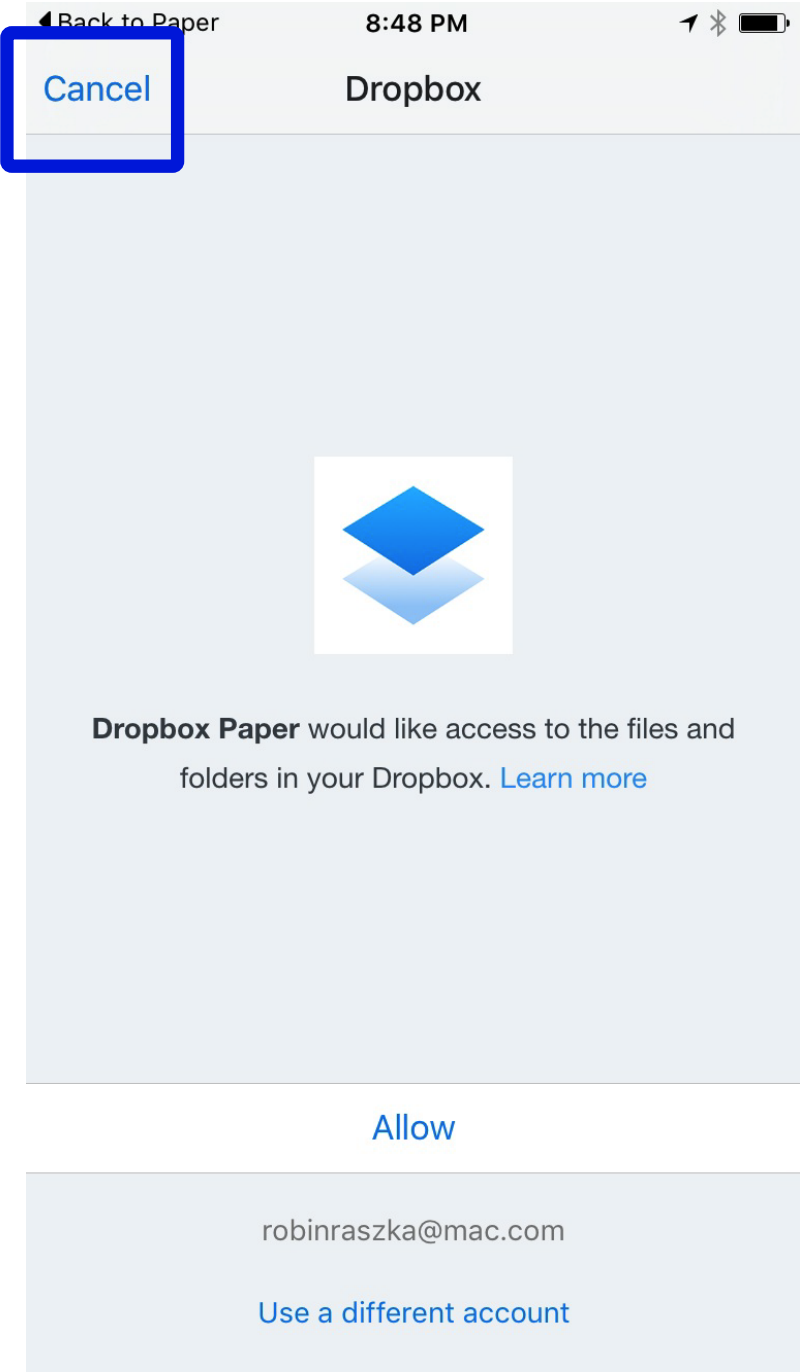 Back to Paper 8:48 PM
Cancel Dropbox
Dropbox Paper would like access to the files and
folders in your Dropbox. Learn more
Allow
robinraszka@mac.com
Use a different account